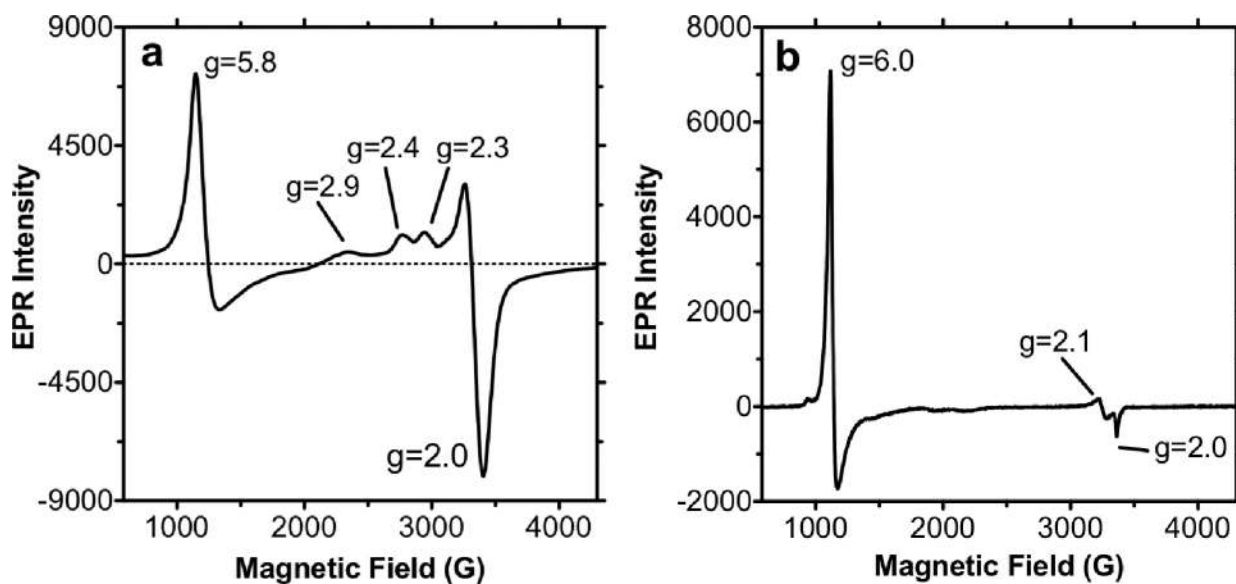 a
g=5.8
g=2.4
g=2.3
g=2.9
g=2.0
9000
4500
0
-4500
-9000
EPR Intensity
1000
2000
3000
4000
Magnetic Field (G)
b
g=6.0
g=2.1
g=2.0
8000
6000
4000
2000
0
-2000
EPR Intensity
1000
2000
3000
4000
Magnetic Field (G)